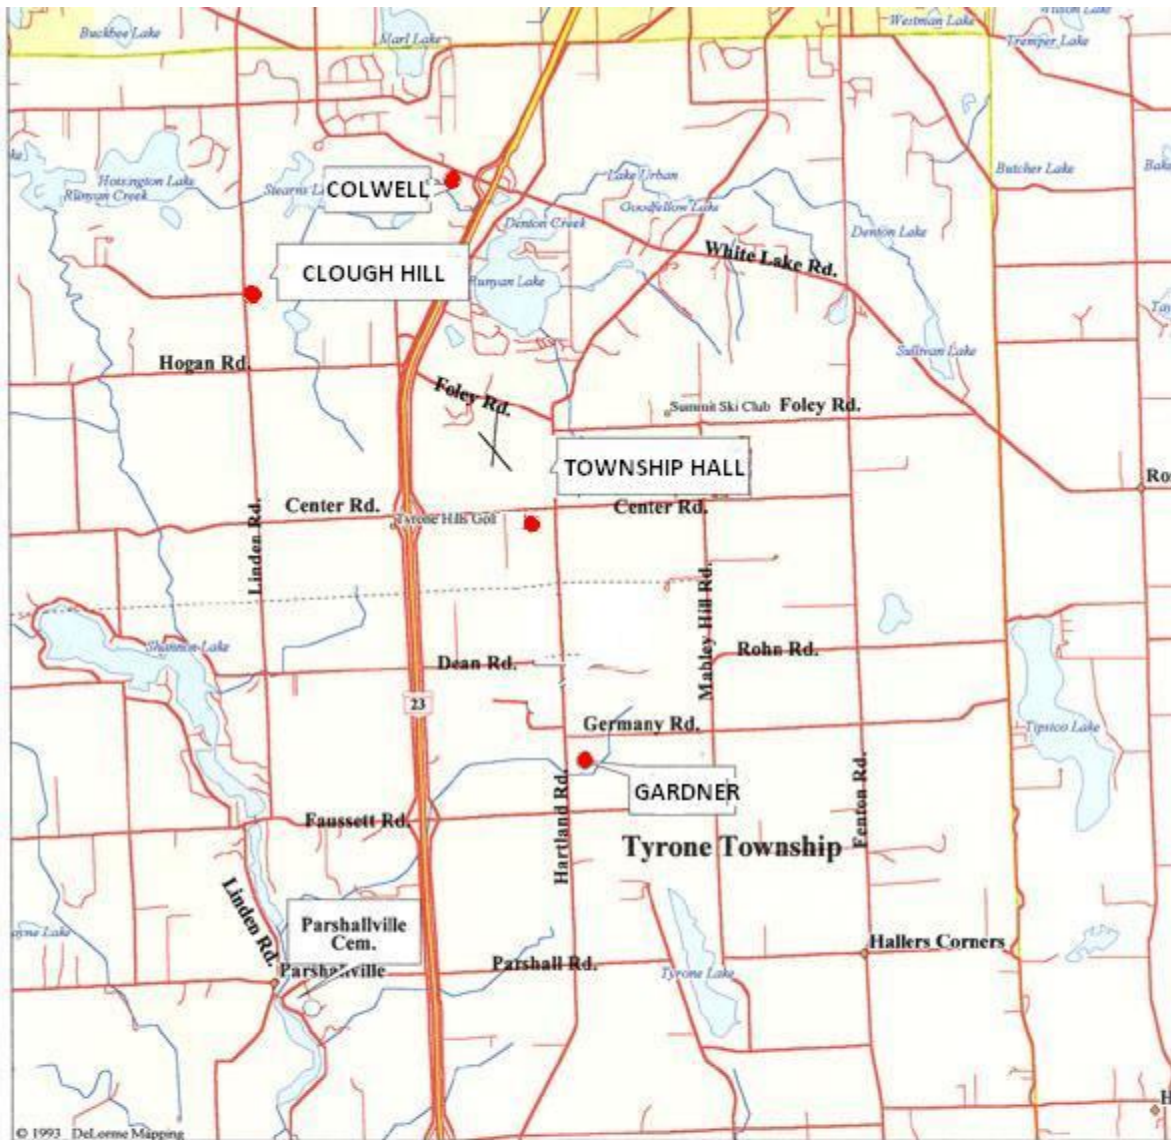 Buckbee Lake
Marl Lake
Westman Lake
Tremper Lake
Hoisington Lake
Runyan Creek
COLWELL
Lake Urban
Goodfellow Lake
Butcher Lake
Denton Creek
Denton Lake
White Lake Rd.
CLOUGH HILL
Runyan Lake
Sullivan Lake
Hogan Rd.
Foley Rd.
Summit Ski Club
Foley Rd.
TOWNSHIP HALL
Center Rd.
Tyrone Hills Golf
Center Rd.
Linden Rd.
Mabley Hill Rd.
Shannon Lake
Dean Rd.
Rohn Rd.
23
Germany Rd.
Tipsico Lake
GARDNER
Hartland Rd.
Fenton Rd.
Faussett Rd.
Tyrone Township
Linden Rd.
Parshallville
Cem.
Hallers Corners
Parshallville
Parshall Rd.
Tyrone Lake
© 1993 DeLorme Mapping